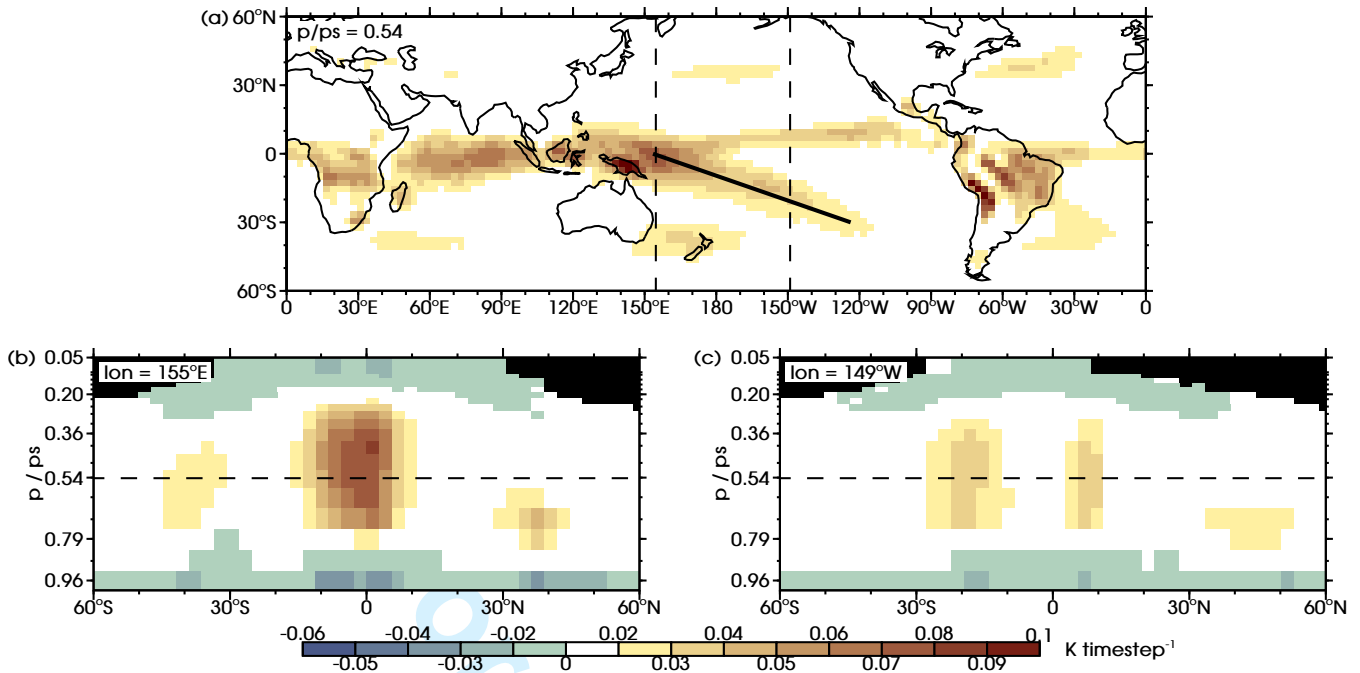 (a) 60°N
p/ps = 0.54
30°N
0
30°S
60°S
0 30°E 60°E 90°E 120°E 150°E 180 150°W 120°W 90°W 60°W 30°W 0
(b) 0.05 lon = 155°E
0.20
0.36
0.54
0.79
0.96
p / ps
60°S 30°S 0 30°N 60°N
(c) 0.05 lon = 149°W
0.20
0.36
0.54
0.79
0.96
p / ps
60°S 30°S 0 30°N 60°N
-0.06 -0.04 -0.02 0.02 0.04 0.06 0.08 0.1
-0.05 -0.03 0 0.03 0.05 0.07 0.09
K timestep⁻¹